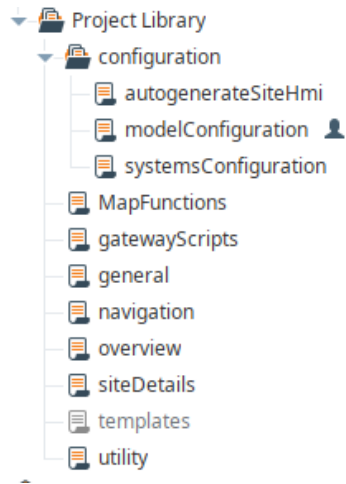 Project Library
configuration
autogenerateSiteHmi
modelConfiguration
systemsConfiguration
MapFunctions
gatewayScripts
general
navigation
overview
siteDetails
templates
utility